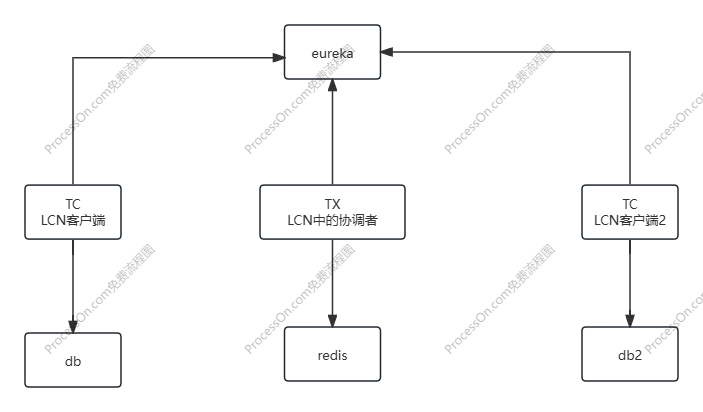 eureka
TC
LCN客户端
TX
LCN中的协调者
TC
LCN客户端2
db
redis
db2
ProcessOn.com免费流程图
ProcessOn.com免费流程图
ProcessOn.com免费流程图
ProcessOn.com免费流程图
ProcessOn.com免费流程图
ProcessOn.com免费流程图